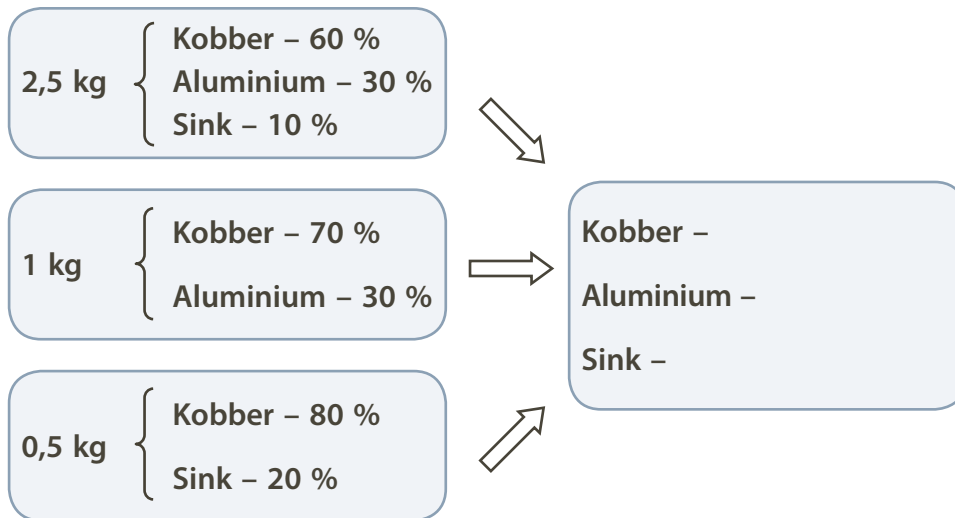 2,5 kg
Kobber – 60 %
Aluminium – 30 %
Sink – 10 %
1 kg
Kobber – 70 %
Aluminium – 30 %
0,5 kg
Kobber – 80 %
Sink – 20 %
Kobber –
Aluminium –
Sink –